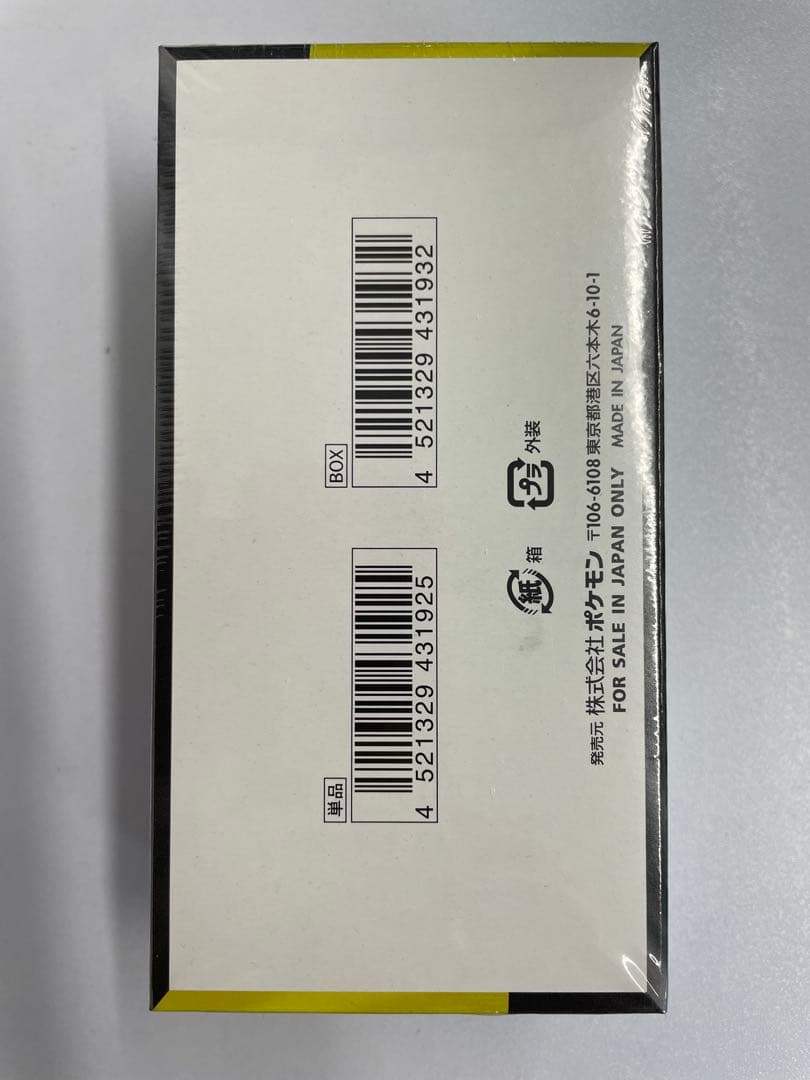 単品
4 521329 431925
BOX
4 521329 431932
紙 箱
プラ 外装
発売元 株式会社 ポケモン 〒106-6108 東京都港区六本木6-10-1
FOR SALE IN JAPAN ONLY MADE IN JAPAN